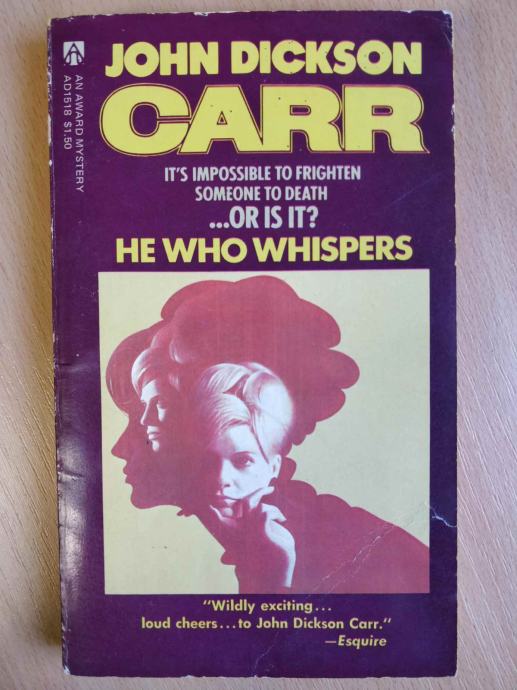 AN AWARD MYSTERY
AD1518 $1.50
JOHN DICKSON
CARR
IT'S IMPOSSIBLE TO FRIGHTEN
SOMEONE TO DEATH
...OR IS IT?
HE WHO WHISPERS
"Wildly exciting...
loud cheers...to John Dickson Carr."
—Esquire